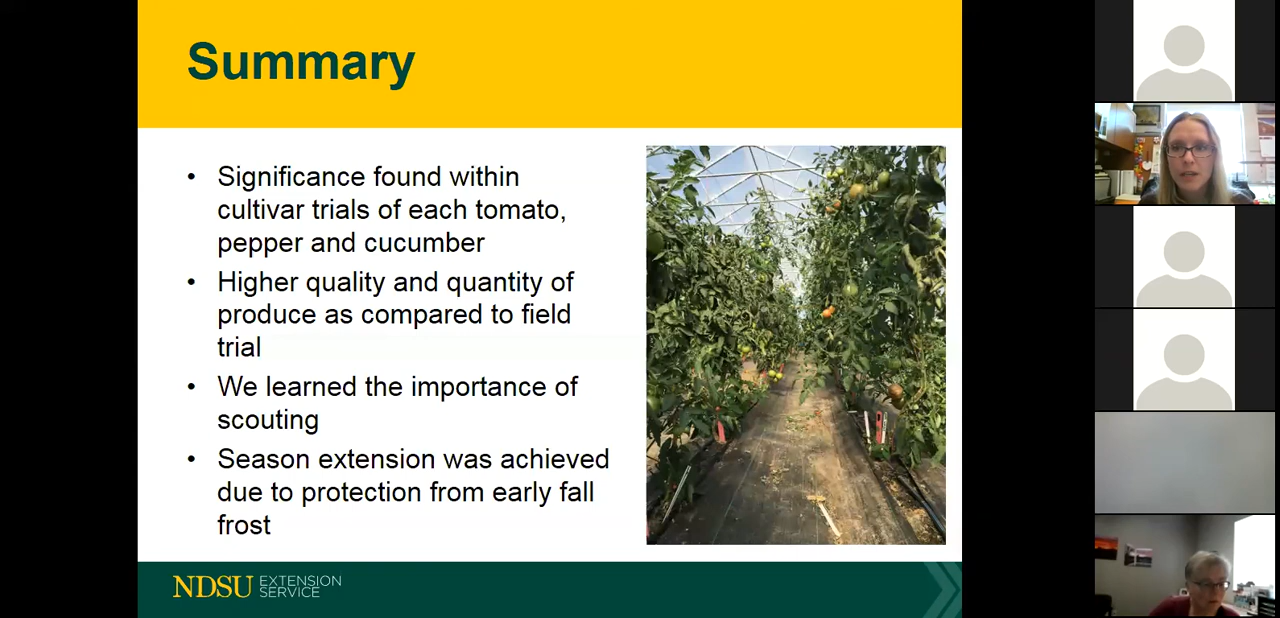 Summary
• Significance found within
cultivar trials of each tomato,
pepper and cucumber
• Higher quality and quantity of
produce as compared to field
trial
• We learned the importance of
scouting
• Season extension was achieved
due to protection from early fall
frost
NDSU EXTENSION
SERVICE